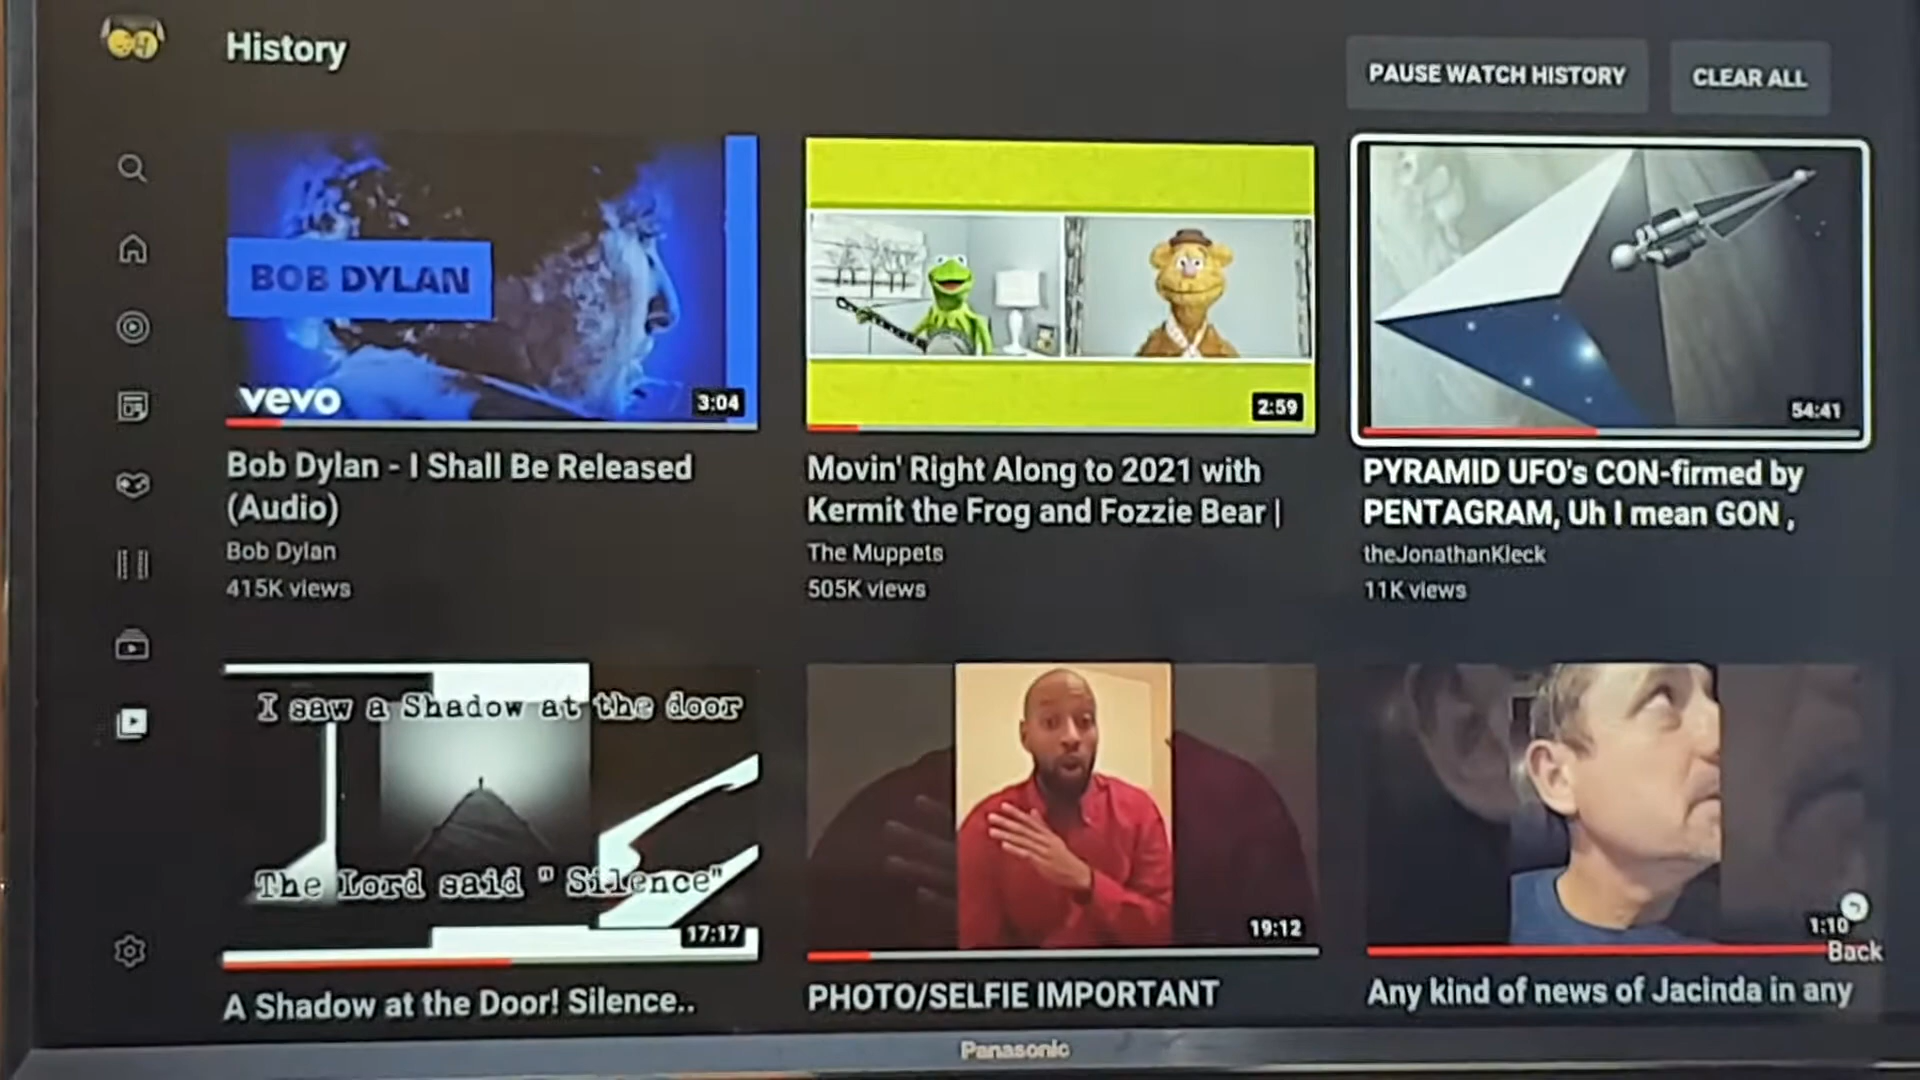 History
PAUSE WATCH HISTORY
CLEAR ALL
BOB DYLAN
vevo
3:04
2:59
54:41
Bob Dylan - I Shall Be Released
(Audio)
Bob Dylan
415K views
Movin' Right Along to 2021 with
Kermit the Frog and Fozzie Bear |
The Muppets
505K views
PYRAMID UFO's CON-firmed by
PENTAGRAM, Uh I mean GON ,
theJonathanKleck
11K views
I saw a Shadow at the door
The Lord said " Silence"
17:17
19:12
1:10
Back
A Shadow at the Door! Silence..
PHOTO/SELFIE IMPORTANT
Any kind of news of Jacinda in any
Panasonic